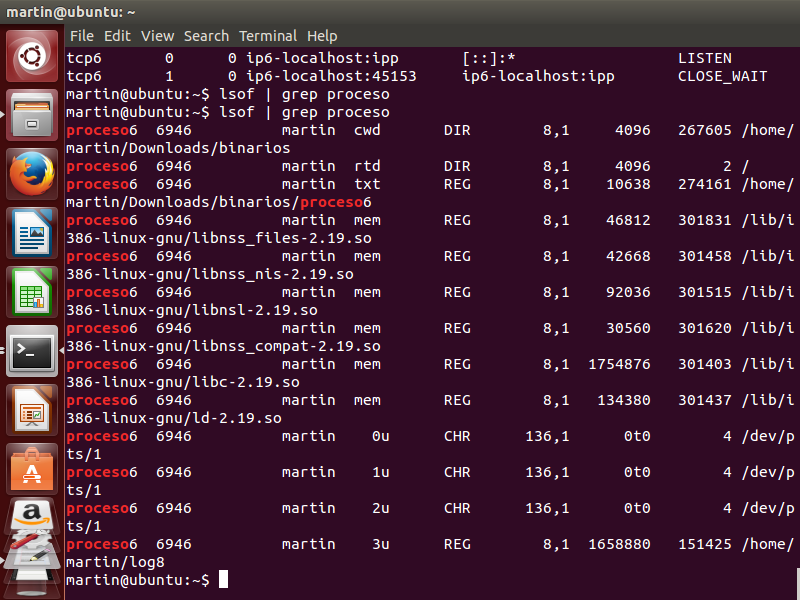 martin@ubuntu: ~
File Edit View Search Terminal Help
tcp6 0 0 ip6-localhost:ipp [::]:* LISTEN
tcp6 1 0 ip6-localhost:45153 ip6-localhost:ipp CLOSE_WAIT
martin@ubuntu:~$ lsof | grep proceso
martin@ubuntu:~$ lsof | grep proceso
proceso6 6946 martin cwd DIR 8,1 4096 267605 /home/
martin/Downloads/binarios
proceso6 6946 martin rtd DIR 8,1 4096 2 /
proceso6 6946 martin txt REG 8,1 10638 274161 /home/
martin/Downloads/binarios/proceso6
proceso6 6946 martin mem REG 8,1 46812 301831 /lib/i
386-linux-gnu/libnss_files-2.19.so
proceso6 6946 martin mem REG 8,1 42668 301458 /lib/i
386-linux-gnu/libnss_nis-2.19.so
proceso6 6946 martin mem REG 8,1 92036 301515 /lib/i
386-linux-gnu/libnsl-2.19.so
proceso6 6946 martin mem REG 8,1 30560 301620 /lib/i
386-linux-gnu/libnss_compat-2.19.so
proceso6 6946 martin mem REG 8,1 1754876 301403 /lib/i
386-linux-gnu/libc-2.19.so
proceso6 6946 martin mem REG 8,1 134380 301437 /lib/i
386-linux-gnu/ld-2.19.so
proceso6 6946 martin 0u CHR 136,1 0t0 4 /dev/p
ts/1
proceso6 6946 martin 1u CHR 136,1 0t0 4 /dev/p
ts/1
proceso6 6946 martin 2u CHR 136,1 0t0 4 /dev/p
ts/1
proceso6 6946 martin 3u REG 8,1 1658880 151425 /home/
martin/log8
martin@ubuntu:~$